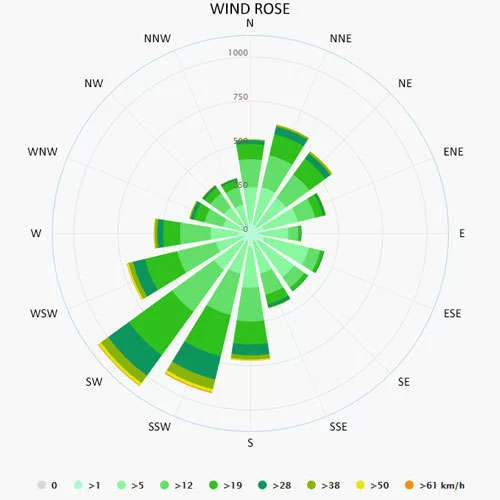 WIND ROSE
N
NNW
NNE
1000
NW
NE
750
500
WNW
ENE
250
W
0
E
WSW
ESE
SW
SE
SSW
SSE
S
0 >1 >5 >12 >19 >28 >38 >50 >61 km/h